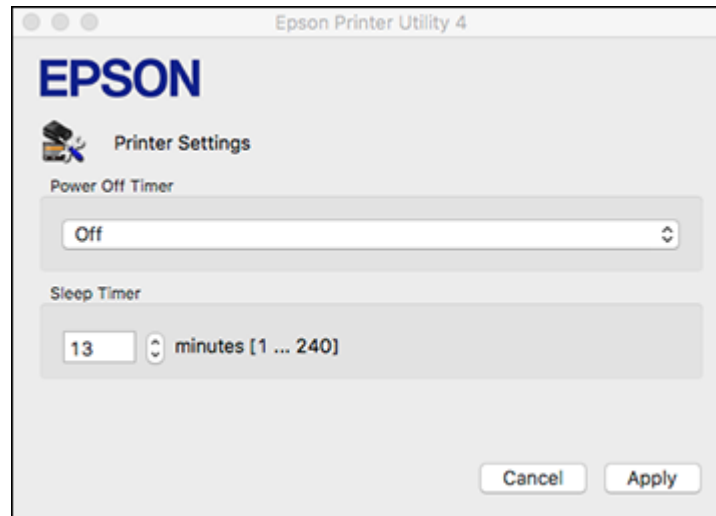 Epson Printer Utility 4
EPSON
Printer Settings
Power Off Timer
Off
Sleep Timer
13 minutes [1 ... 240]
Cancel Apply